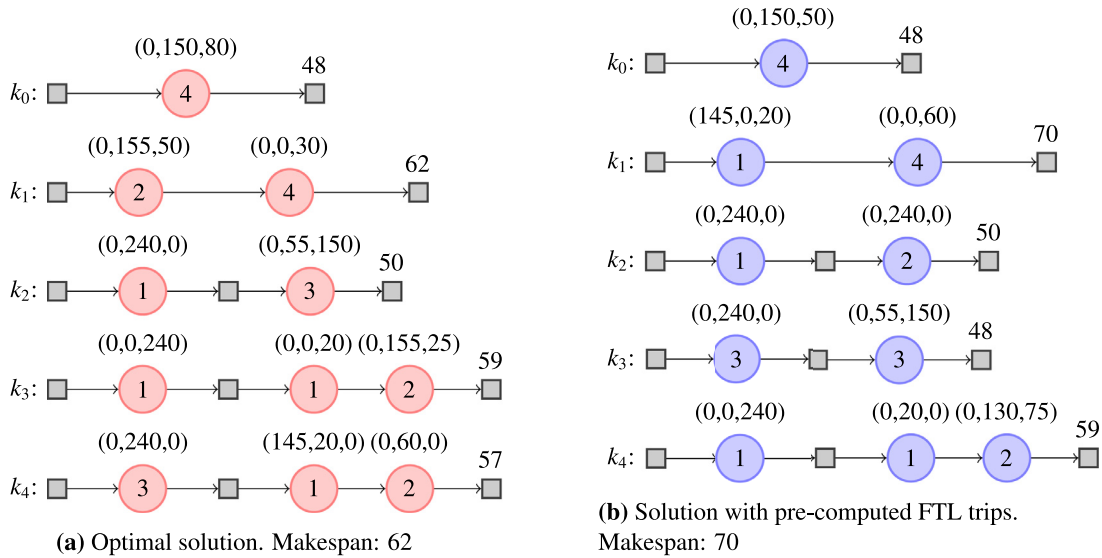 (0,150,80)
48
k0:
4
(0,155,50) (0,0,30)
62
k1:
2 4
(0,240,0) (0,55,150)
50
k2:
1 3
(0,0,240) (0,0,20) (0,155,25)
59
k3:
1 1 2
(0,240,0) (145,20,0) (0,60,0)
57
k4:
3 1 2
(a) Optimal solution. Makespan: 62
(0,150,50)
48
k0:
4
(145,0,20) (0,0,60)
70
k1:
1 4
(0,240,0) (0,240,0)
50
k2:
1 2
(0,240,0) (0,55,150)
48
k3:
3 3
(0,0,240) (0,20,0) (0,130,75)
59
k4:
1 1 2
(b) Solution with pre-computed FTL trips.
Makespan: 70